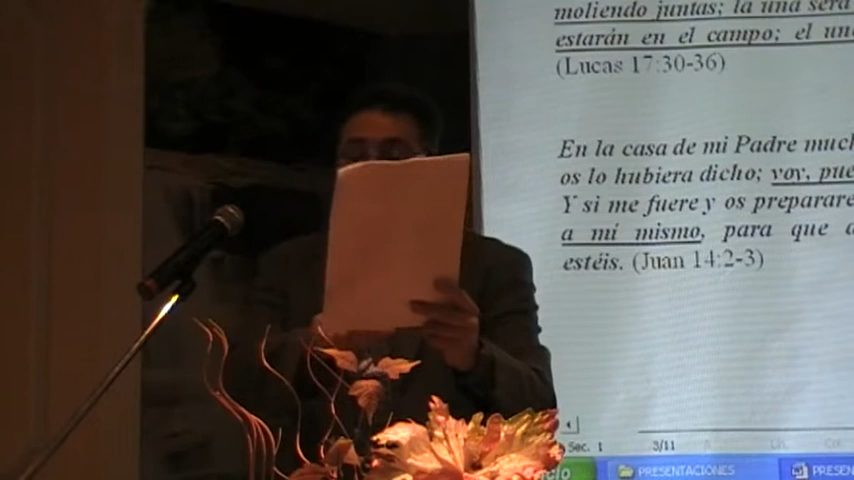 moliendo juntas; la una será
estarán en el campo; el un
(Lucas 17:30-36)
En la casa de mi Padre much
os lo hubiera dicho; voy, pue
Y si me fuere y os preparare
a mi mismo, para que a
estéis. (Juan 14:2-3)
Sec. 1 3/11
Inicio PRESENTACIONES PRESEN